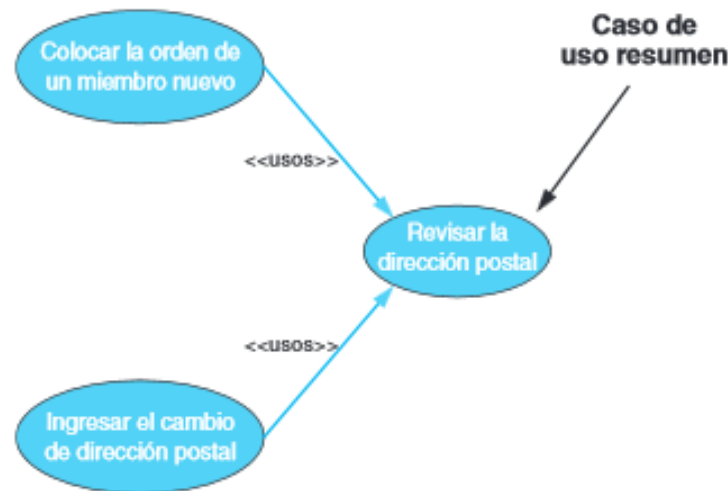 Colocar la orden de
un miembro nuevo
Caso de
uso resumen
<<usos>>
Revisar la
dirección postal
<<usos>>
Ingresar el cambio
de dirección postal